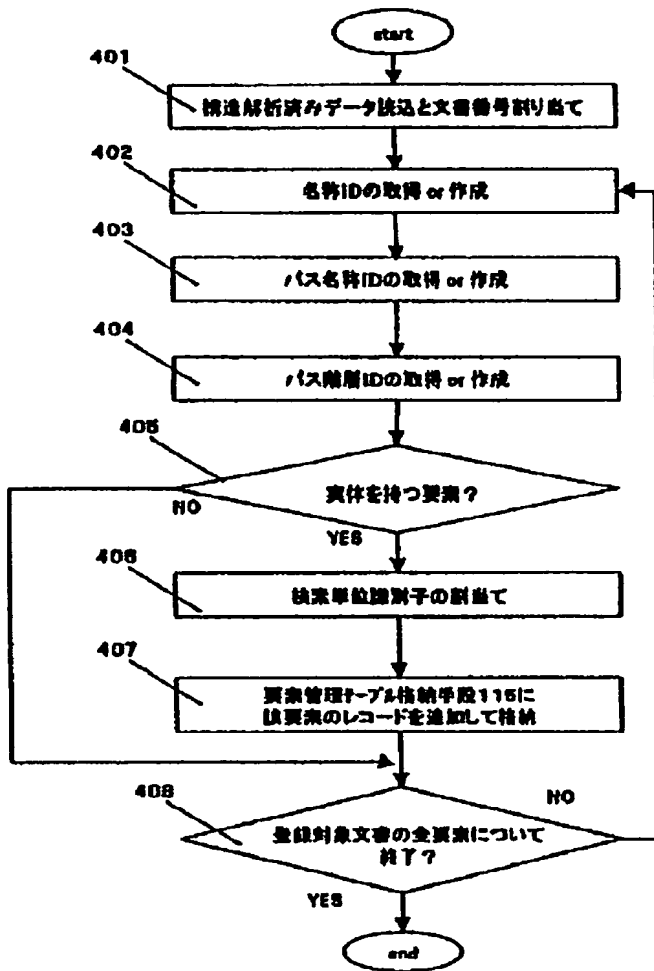 start
401
構造解析済みデータ読込と文書番号割り当て
402
名称IDの取得 or 作成
403
パス名称IDの取得 or 作成
404
パス階層IDの取得 or 作成
405
実体を持つ要素？
NO
YES
406
検索単位識別子の割当て
407
要素管理テーブル格納手段115に
該要素のレコードを追加して格納
408
NO
登録対象文書の全要素について
終了？
YES
end